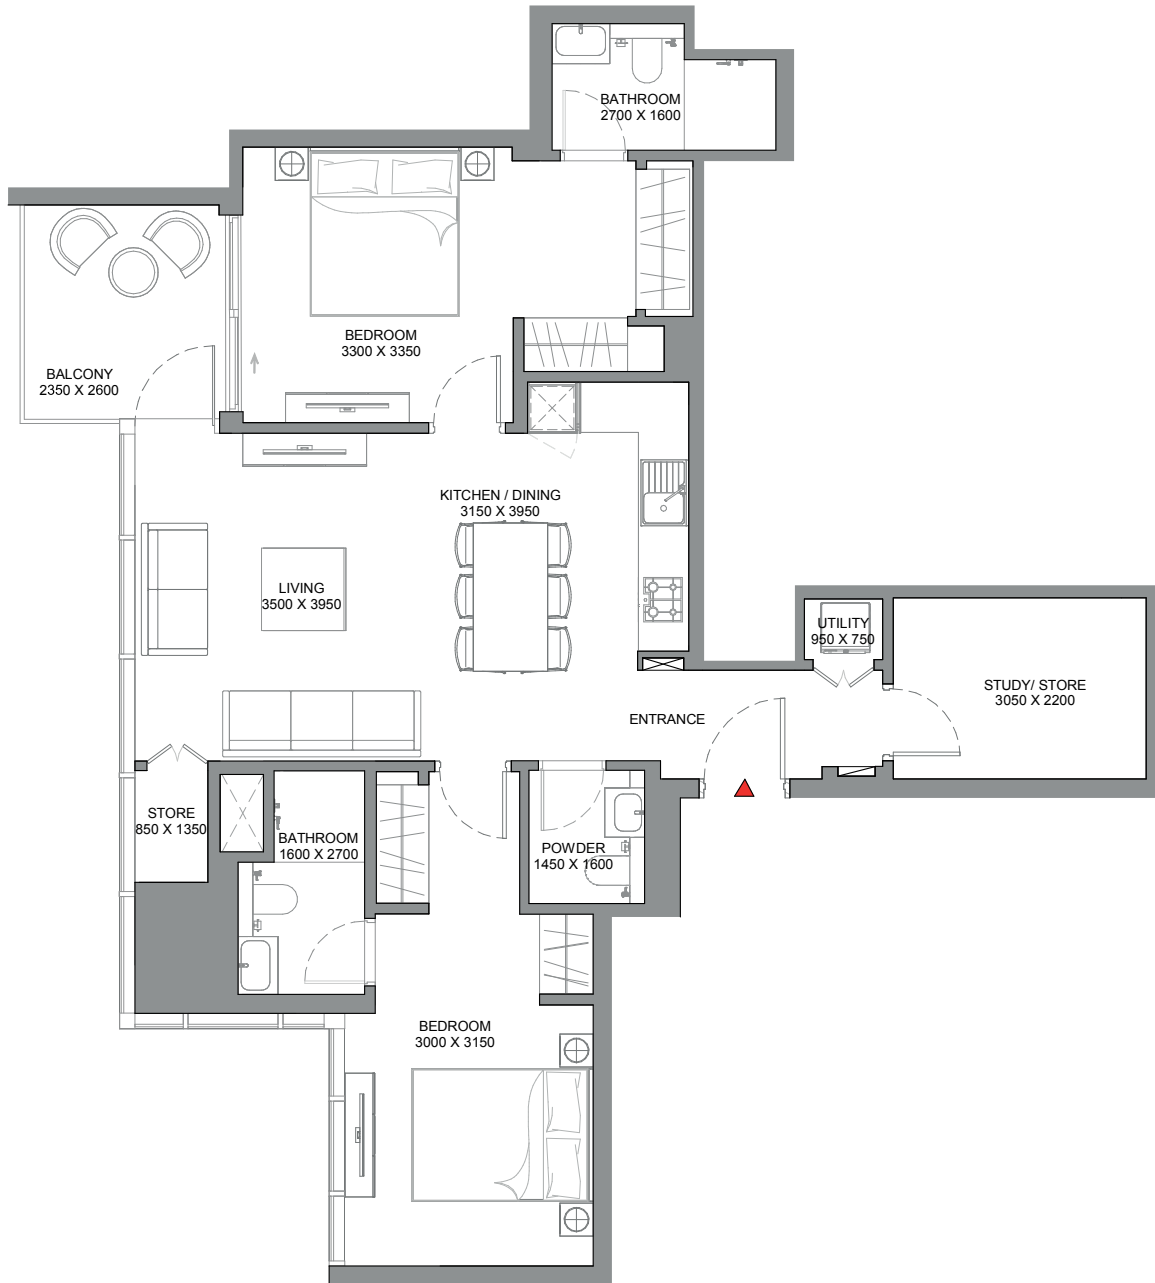 BATHROOM
2700 X 1600
BEDROOM
3300 X 3350
BALCONY
2350 X 2600
KITCHEN / DINING
3150 X 3950
LIVING
3500 X 3950
UTILITY
950 X 750
STUDY/ STORE
3050 X 2200
ENTRANCE
STORE
850 X 1350
BATHROOM
1600 X 2700
POWDER
1450 X 1600
BEDROOM
3000 X 3150